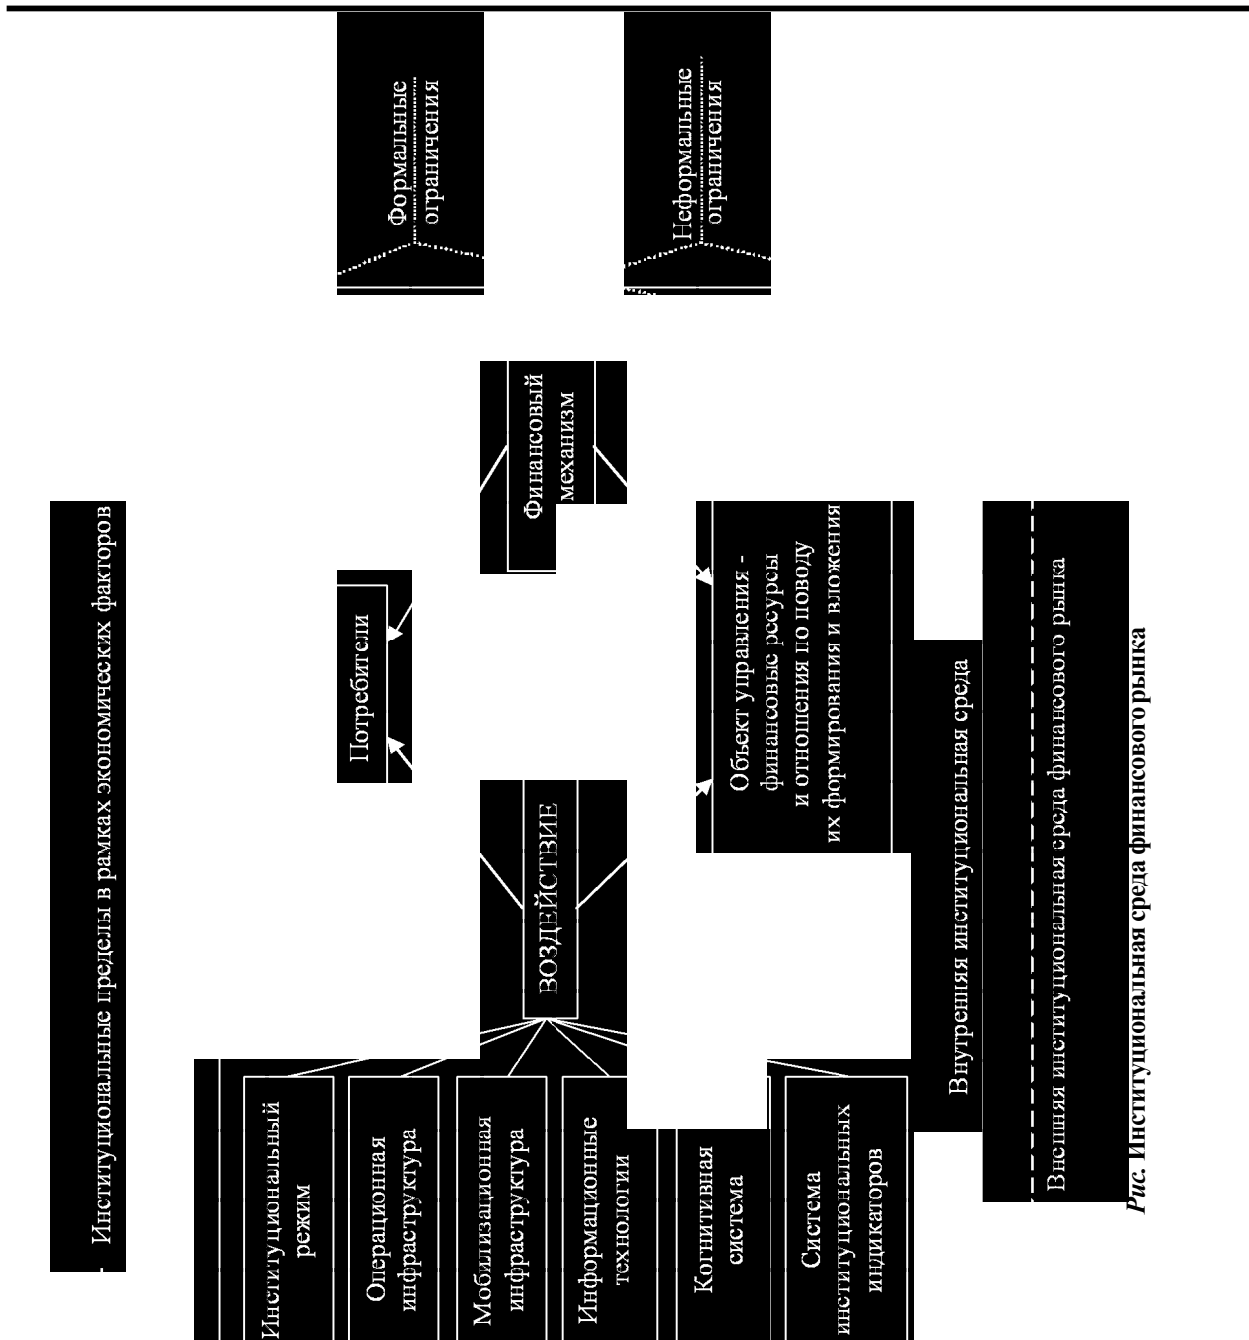 Институциональные пределы в рамках экономических факторов
Институциональный
режим
Операционная
инфраструктура
Мобилизационная
инфраструктура
Информационные
технологии
Когнитивная
система
Система
институциональных
индикаторов
ВОЗДЕЙСТВИЕ
Потребители
Объект управления -
финансовые ресурсы
и отношения по поводу
их формирования и вложения
Финансовый
механизм
Формальные
ограничения
Неформальные
ограничения
Внутренняя институциональная среда
Внешняя институциональная среда финансового рынка
Рис. Институциональная среда финансового рынка